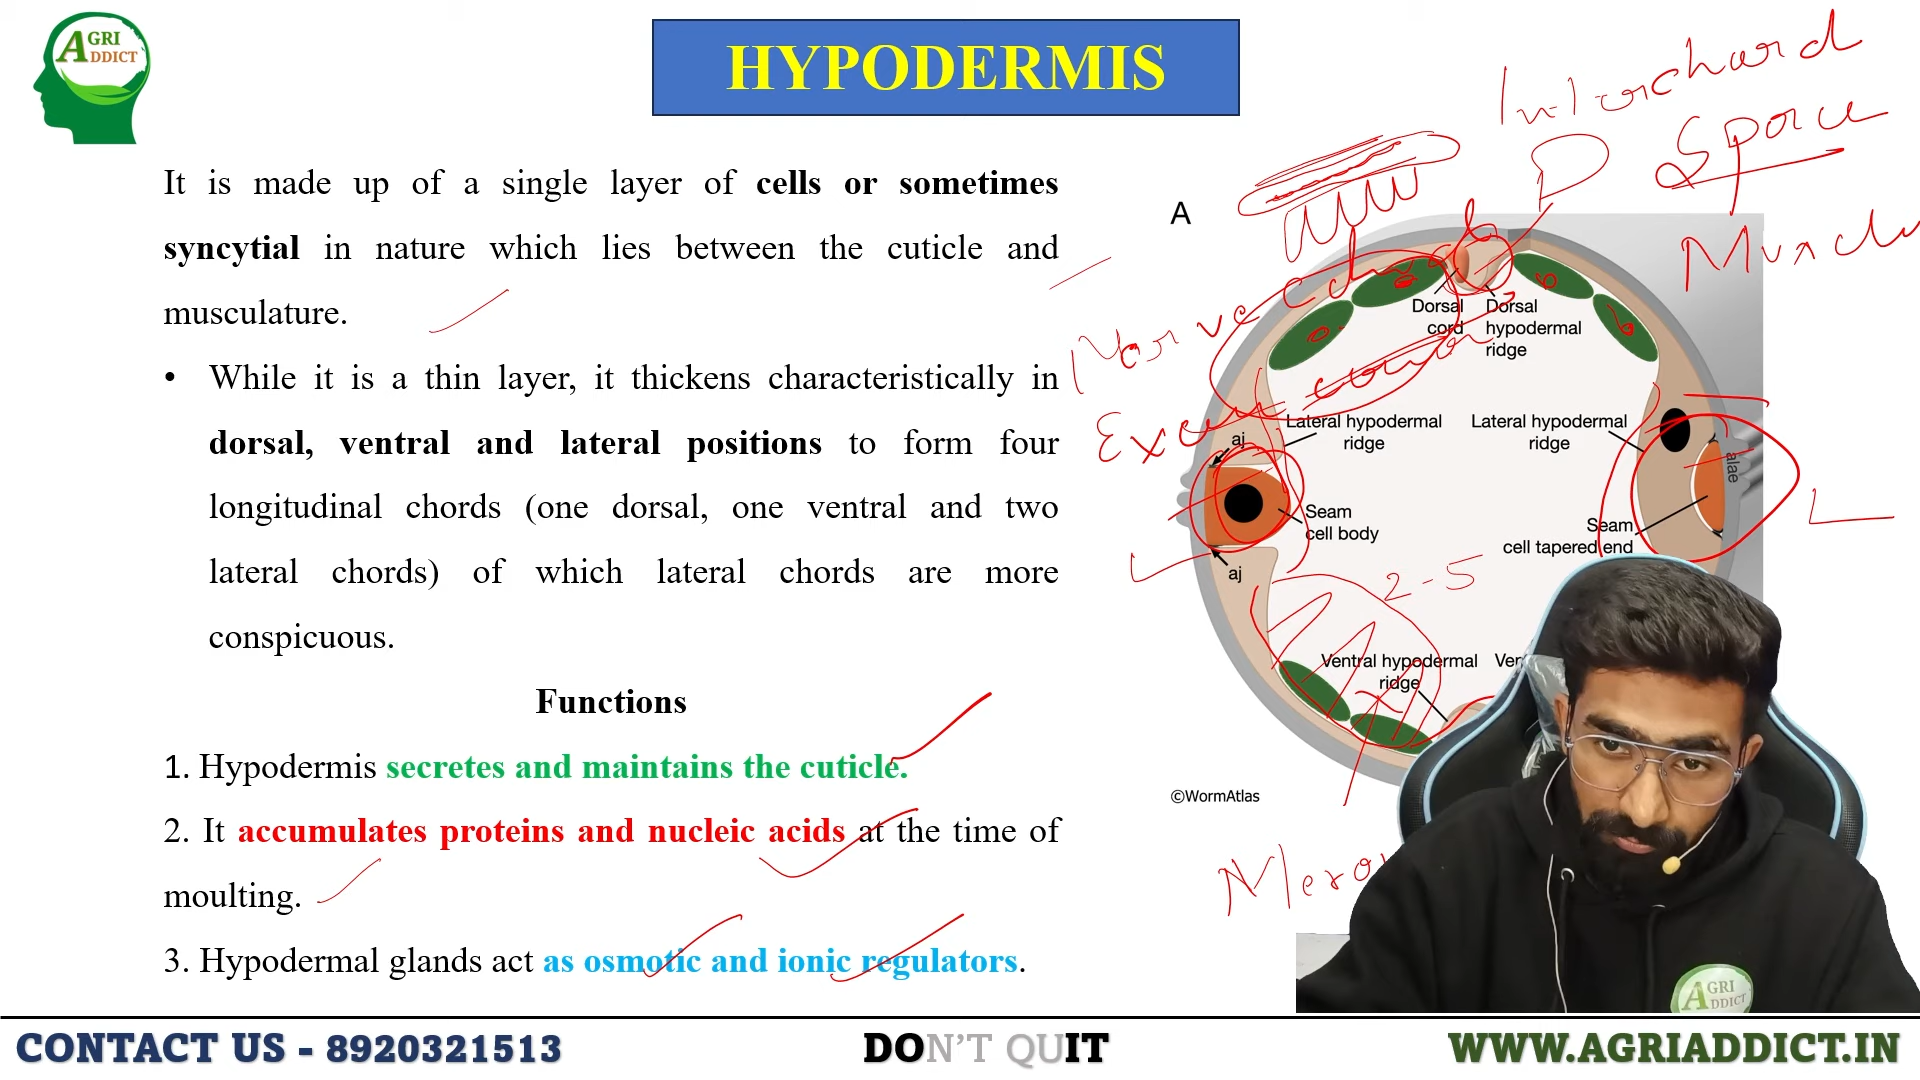 AGRI
ADDICT
HYPODERMIS
Interchord
Space
Muscle
It is made up of a single layer of cells or sometimes
syncytial in nature which lies between the cuticle and
musculature.
• While it is a thin layer, it thickens characteristically in
dorsal, ventral and lateral positions to form four
longitudinal chords (one dorsal, one ventral and two
lateral chords) of which lateral chords are more
conspicuous.
Functions
1. Hypodermis secretes and maintains the cuticle.
2. It accumulates proteins and nucleic acids at the time of
moulting.
3. Hypodermal glands act as osmotic and ionic regulators.
A
D
Nerve
Dorsal
cord
Dorsal
hypodermal
ridge
Lateral hypodermal
ridge
Lateral hypodermal
ridge
aj
alae
Seam
cell body
Seam
cell tapered end
aj
2-5
Ventral hypodermal
ridge
Ver
©WormAtlas
Mero
AGRI
ADDICT
CONTACT US - 8920321513
DON'T QUIT
WWW.AGRIADDICT.IN